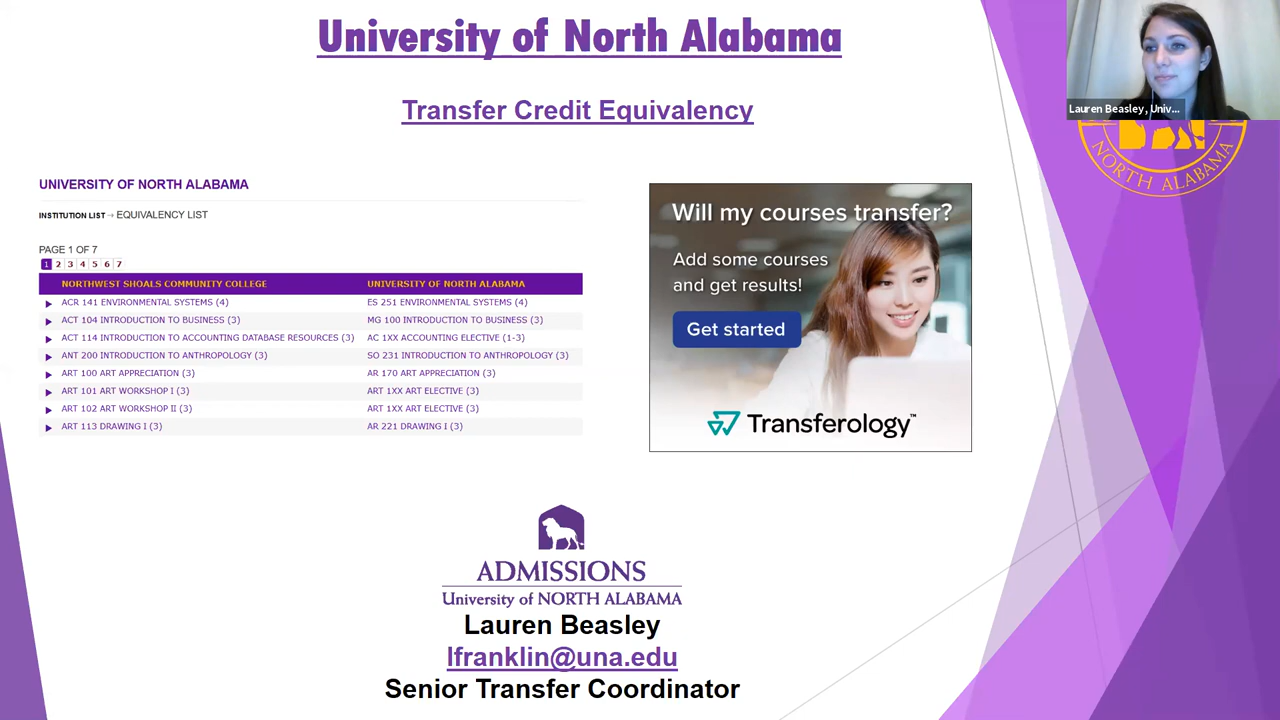 University of North Alabama
Transfer Credit Equivalency
Lauren Beasley, Univ...
NORTH ALABAMA
UNIVERSITY OF NORTH ALABAMA
INSTITUTION LIST → EQUIVALENCY LIST
PAGE 1 OF 7
1 2 3 4 5 6 7
NORTHWEST SHOALS COMMUNITY COLLEGE UNIVERSITY OF NORTH ALABAMA
ACR 141 ENVIRONMENTAL SYSTEMS (4) ES 251 ENVIRONMENTAL SYSTEMS (4)
ACT 104 INTRODUCTION TO BUSINESS (3) MG 100 INTRODUCTION TO BUSINESS (3)
ACT 114 INTRODUCTION TO ACCOUNTING DATABASE RESOURCES (3) AC 1XX ACCOUNTING ELECTIVE (1-3)
ANT 200 INTRODUCTION TO ANTHROPOLOGY (3) SO 231 INTRODUCTION TO ANTHROPOLOGY (3)
ART 100 ART APPRECIATION (3) AR 170 ART APPRECIATION (3)
ART 101 ART WORKSHOP I (3) ART 1XX ART ELECTIVE (3)
ART 102 ART WORKSHOP II (3) ART 1XX ART ELECTIVE (3)
ART 113 DRAWING I (3) AR 221 DRAWING I (3)
Will my courses transfer?
Add some courses
and get results!
Get started
Transferology™
ADMISSIONS
University of NORTH ALABAMA
Lauren Beasley
lfranklin@una.edu
Senior Transfer Coordinator